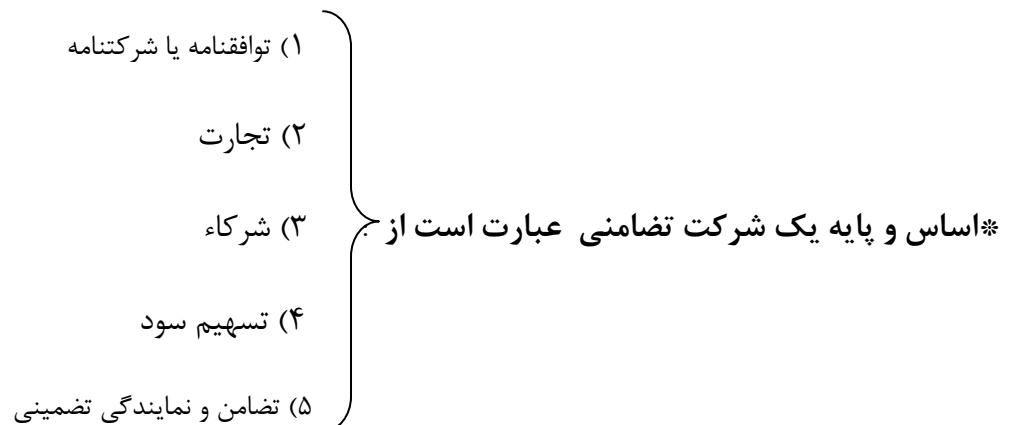 *اساس و پایه یک شرکت تضامنی عبارت است از :
۱) توافقنامه یا شرکتنامه
۲) تجارت
۳) شرکاء
۴) تسهیم سود
۵) تضامن و نمایندگی تضمینی